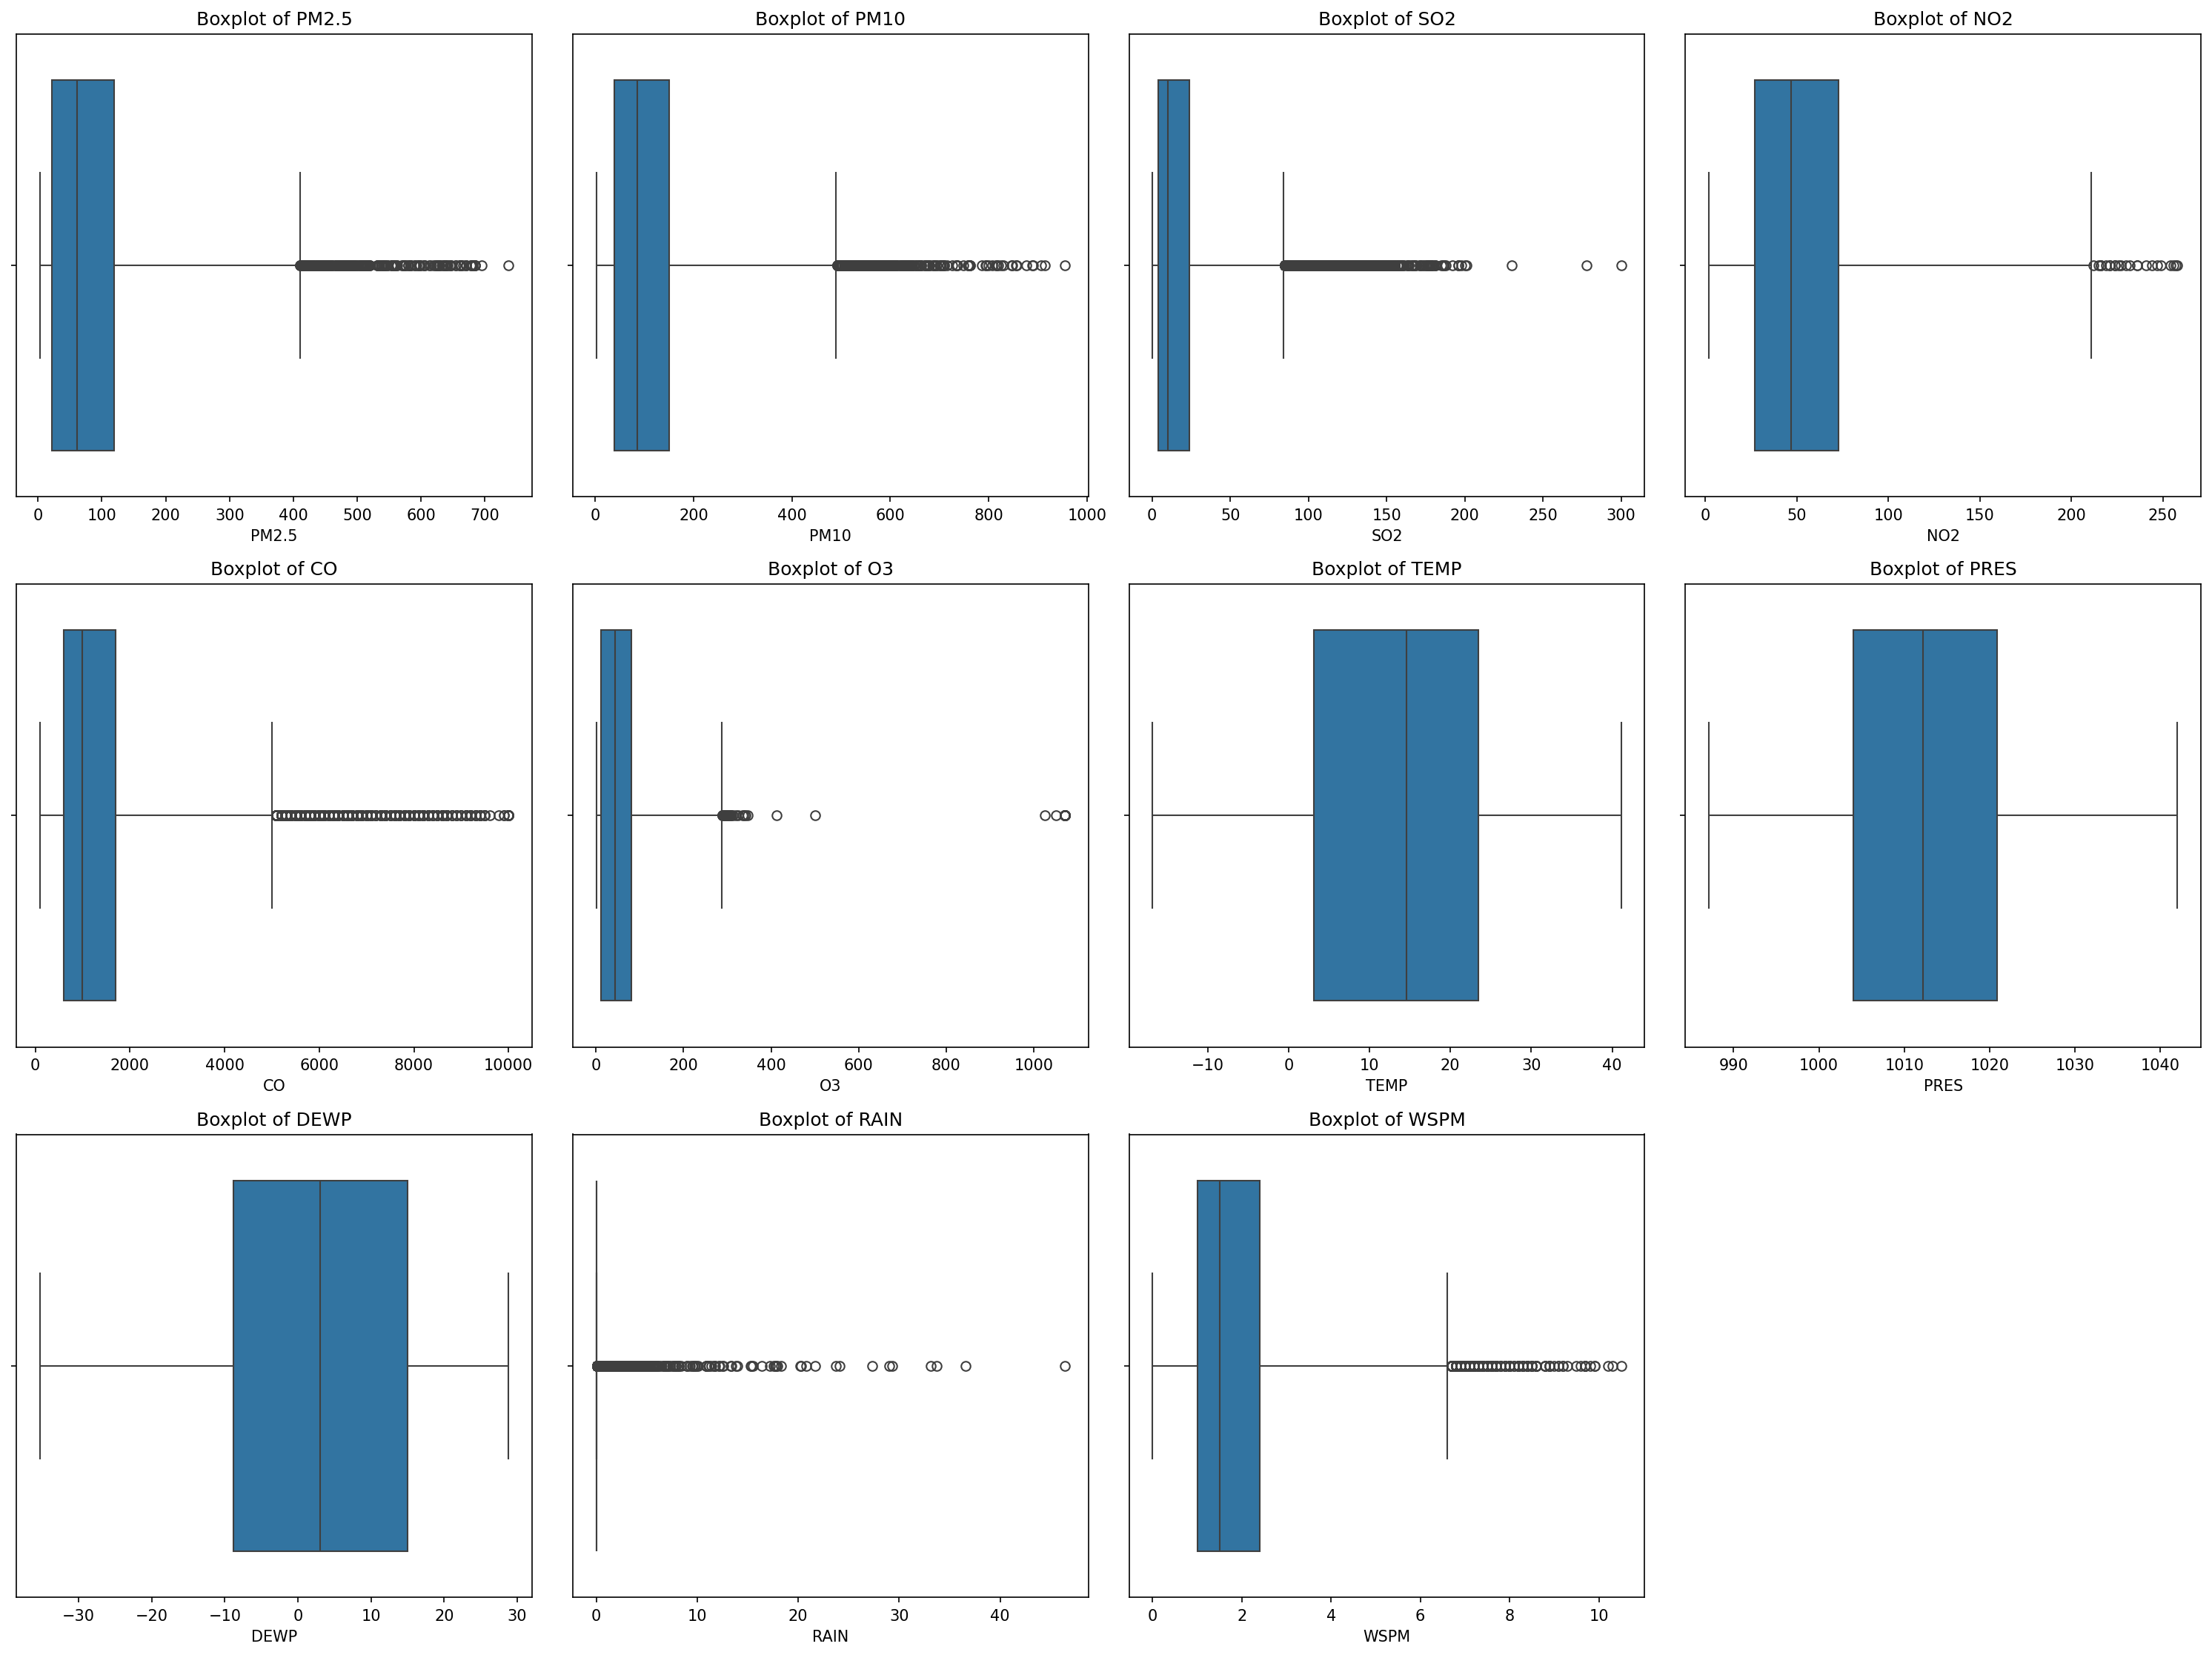 Boxplot of PM2.5
Boxplot of PM10
Boxplot of SO2
Boxplot of NO2
0 100 200 300 400 500 600 700
0 200 400 600 800 1000
0 50 100 150 200 250 300
0 50 100 150 200 250
PM2.5
PM10
SO2
NO2
Boxplot of CO
Boxplot of O3
Boxplot of TEMP
Boxplot of PRES
0 2000 4000 6000 8000 10000
0 200 400 600 800 1000
−10 0 10 20 30 40
990 1000 1010 1020 1030 1040
CO
O3
TEMP
PRES
Boxplot of DEWP
Boxplot of RAIN
Boxplot of WSPM
−30 −20 −10 0 10 20 30
0 10 20 30 40
0 2 4 6 8 10
DEWP
RAIN
WSPM